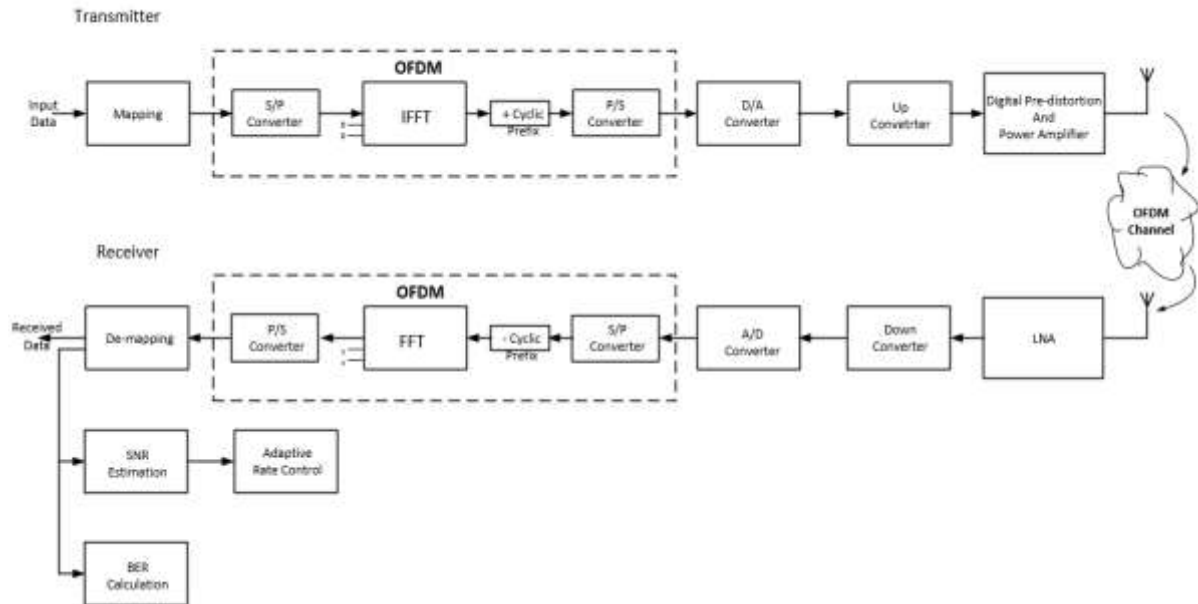 Transmitter
OFDM
Input
Data
Mapping
S/P
Converter
IFFT
+ Cyclic
Prefix
P/S
Converter
D/A
Converter
Up
Convetrter
Digital Pre-distortion
And
Power Amplifier
OFDM
Channel
Receiver
OFDM
Received
Data
De-mapping
P/S
Converter
FFT
- Cyclic
Prefix
S/P
Converter
A/D
Converter
Down
Converter
LNA
SNR
Estimation
Adaptive
Rate Control
BER
Calculation